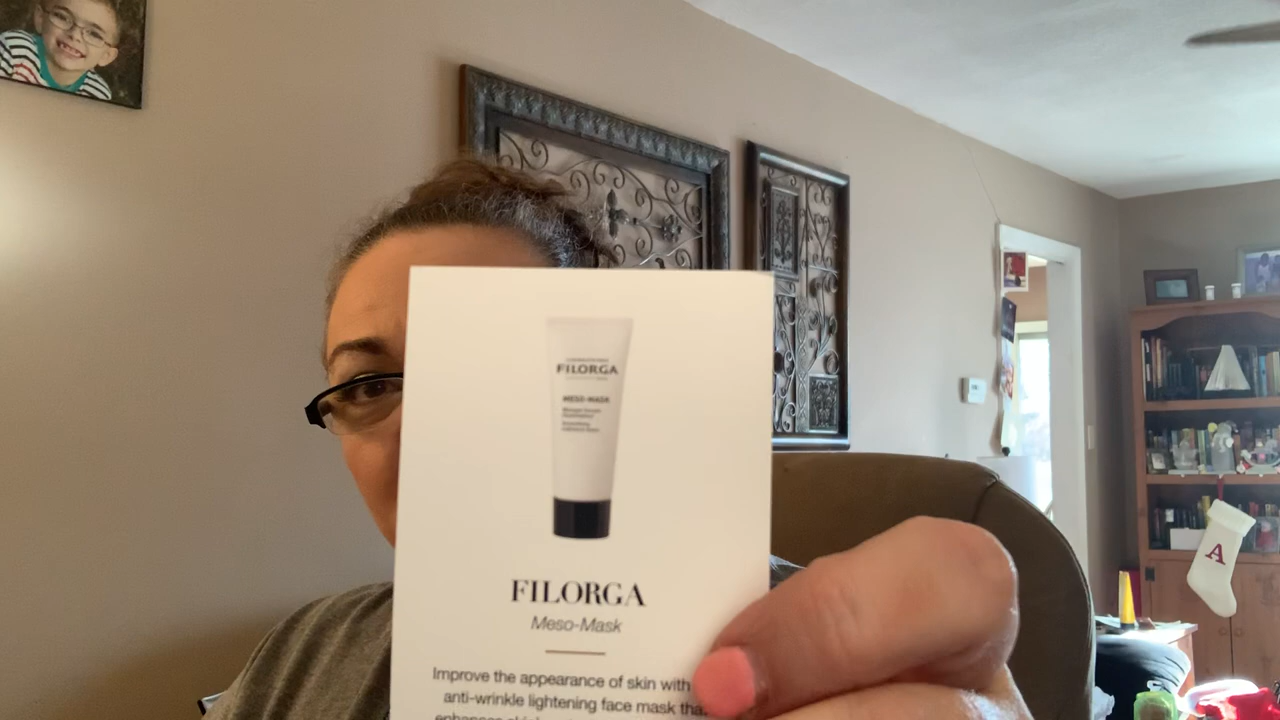 FILORGA
MESO-MASK
FILORGA
Meso-Mask
Improve the appearance of skin with
anti-wrinkle lightening face mask tha
A